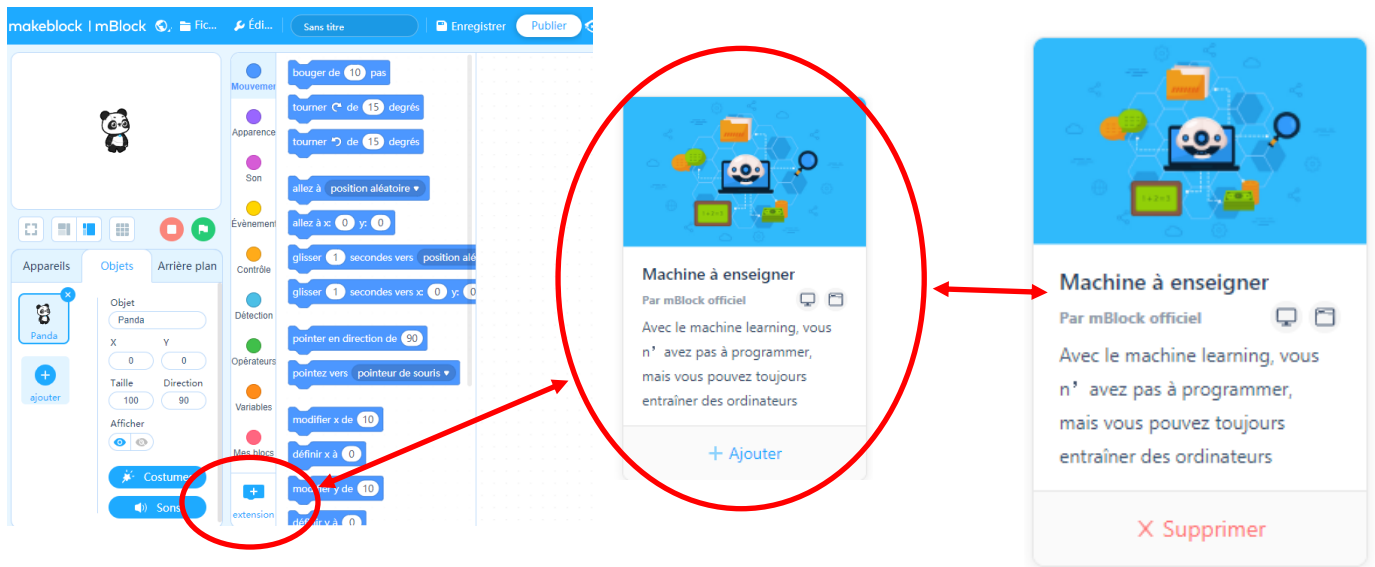 makeblock | mBlock Fic... Édi... Sans titre Enregistrer Publier
Mouvemen
Apparence
Son
Évènement
Contrôle
Détection
Opérateurs
Variables
Mes blocs
extension
bouger de 10 pas
tourner de 15 degrés
tourner de 15 degrés
allez à position aléatoire
allez à x: 0 y: 0
glisser 1 secondes vers position alé
glisser 1 secondes vers x: 0 y: 0
pointer en direction de 90
pointez vers pointeur de souris
modifier x de 10
définir x à 0
modifier y de 10
définir y à 0
Appareils Objets Arrière plan
Panda
ajouter
Objet
Panda
X Y
0 0
Taille Direction
100 90
Afficher
Costumes
Sons
Machine à enseigner
Par mBlock officiel
Avec le machine learning, vous
n’ avez pas à programmer,
mais vous pouvez toujours
entraîner des ordinateurs
+ Ajouter
Machine à enseigner
Par mBlock officiel
Avec le machine learning, vous
n’ avez pas à programmer,
mais vous pouvez toujours
entraîner des ordinateurs
X Supprimer